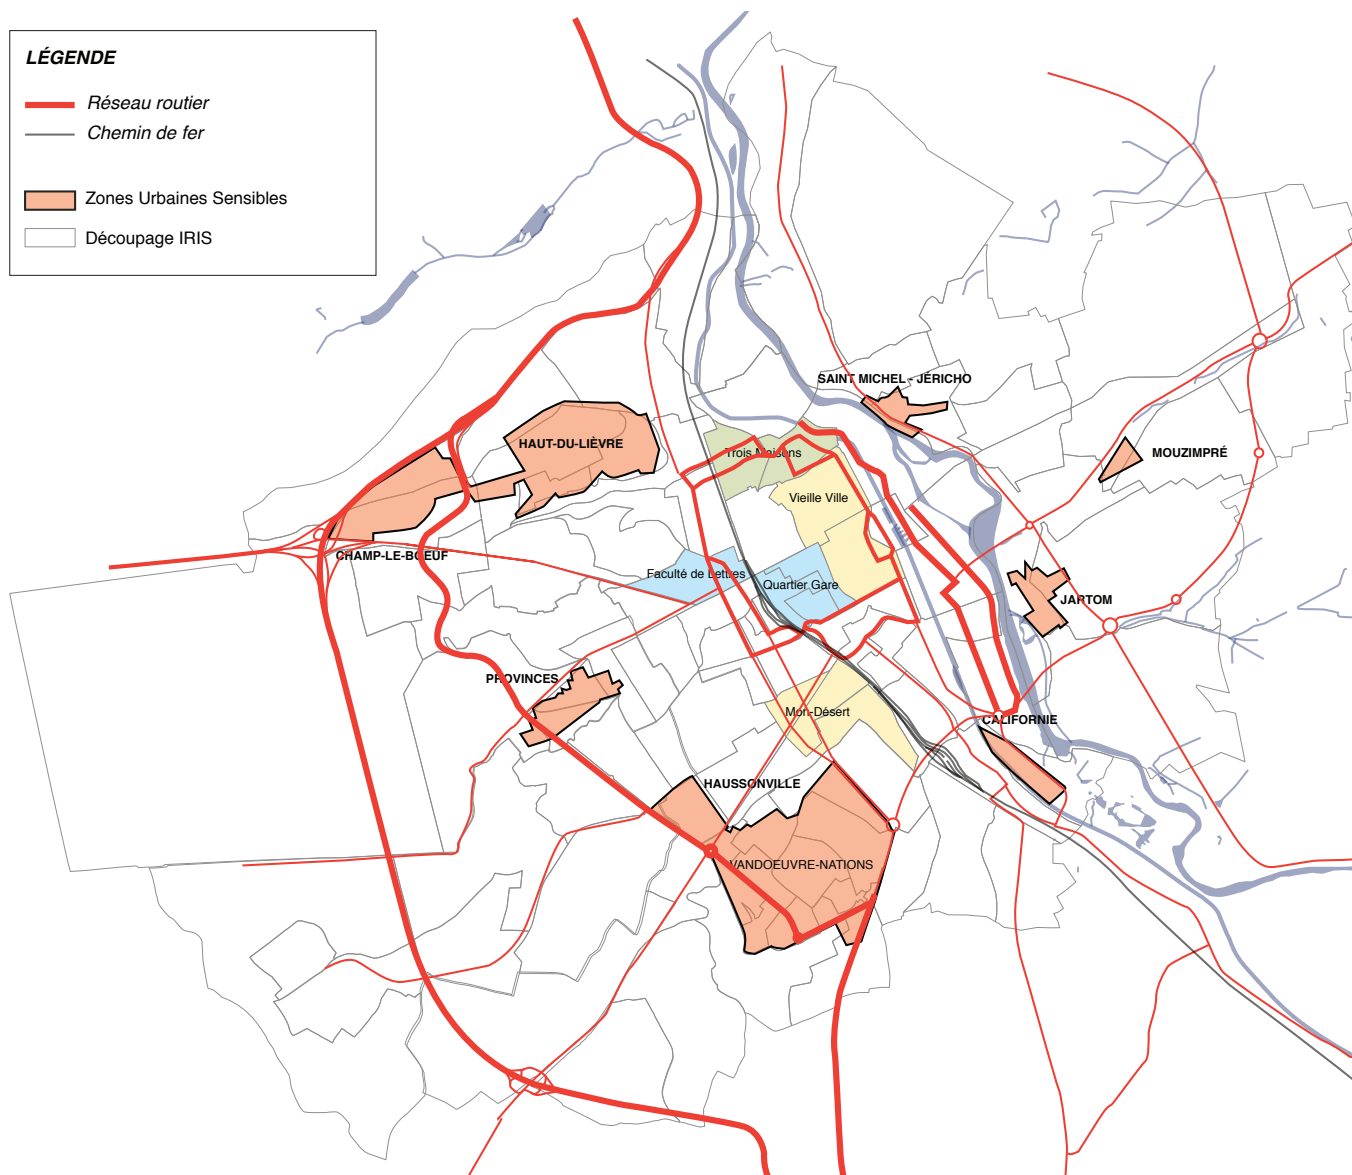 LÉGENDE
Réseau routier
Chemin de fer
Zones Urbaines Sensibles
Découpage IRIS
SAINT MICHEL - JÉRICHO
HAUT-DU-LIÈVRE
Trois Maisons
MOUZIMPRÉ
Vieille Ville
CHAMP-LE-BŒUF
Faculté de Lettres
Quartier Gare
JARTOM
PROVINCES
Mon-Désert
CALIFORNIE
HAUSSONVILLE
VANDOEUVRE-NATIONS